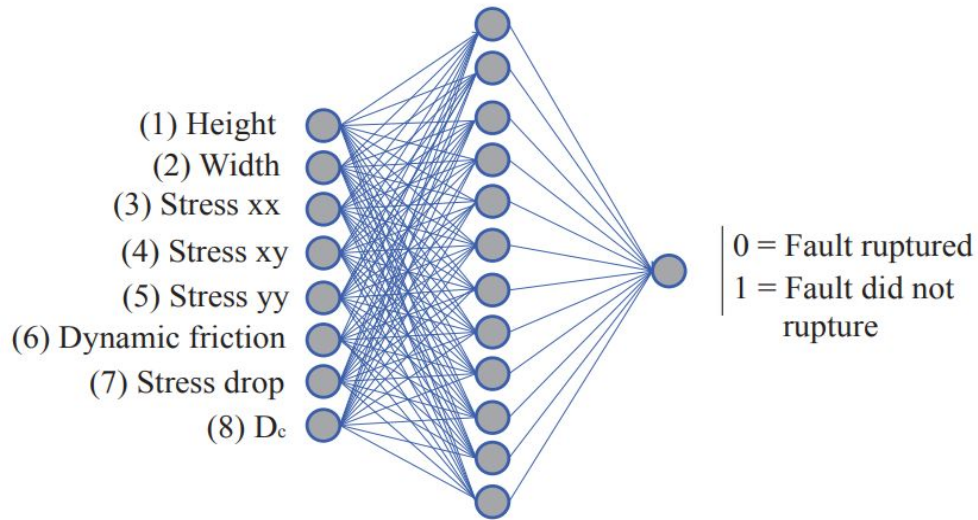 (1) Height
(2) Width
(3) Stress xx
(4) Stress xy
(5) Stress yy
(6) Dynamic friction
(7) Stress drop
(8) Dc
0 = Fault ruptured
1 = Fault did not
rupture